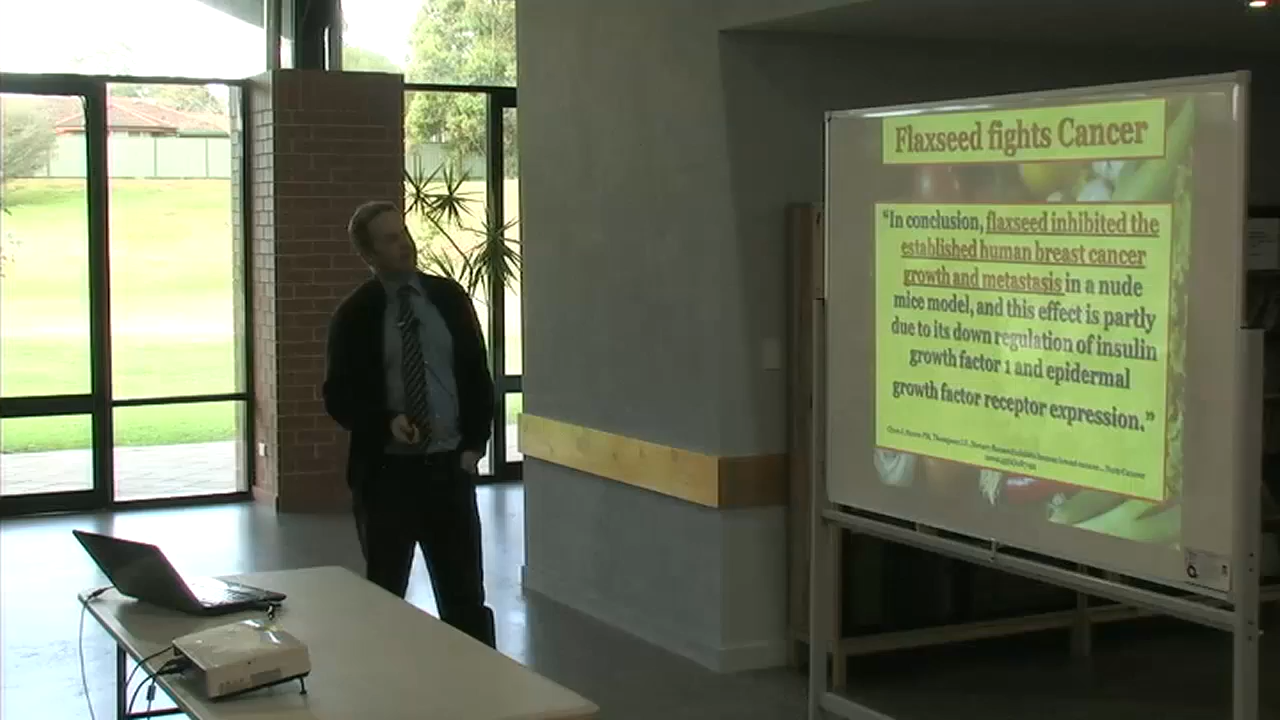 Flaxseed fights Cancer
“In conclusion, flaxseed inhibited the
established human breast cancer
growth and metastasis in a nude
mice model, and this effect is partly
due to its down regulation of insulin
growth factor 1 and epidermal
growth factor receptor expression.”